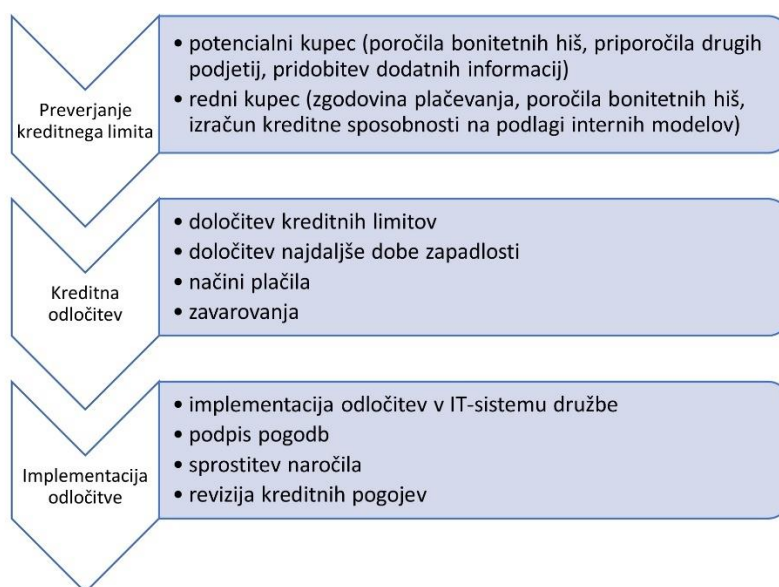 Preverjanje
kreditnega limita
• potencialni kupec (poročila bonitetnih hiš, priporočila drugih
podjetij, pridobitev dodatnih informacij)
• redni kupec (zgodovina plačevanja, poročila bonitetnih hiš,
izračun kreditne sposobnosti na podlagi internih modelov)
Kreditna
odločitev
• določitev kreditnih limitov
• določitev najdaljše dobe zapadlosti
• načini plačila
• zavarovanja
Implementacija
odločitve
• implementacija odločitev v IT-sistemu družbe
• podpis pogodb
• sprostitev naročila
• revizija kreditnih pogojev